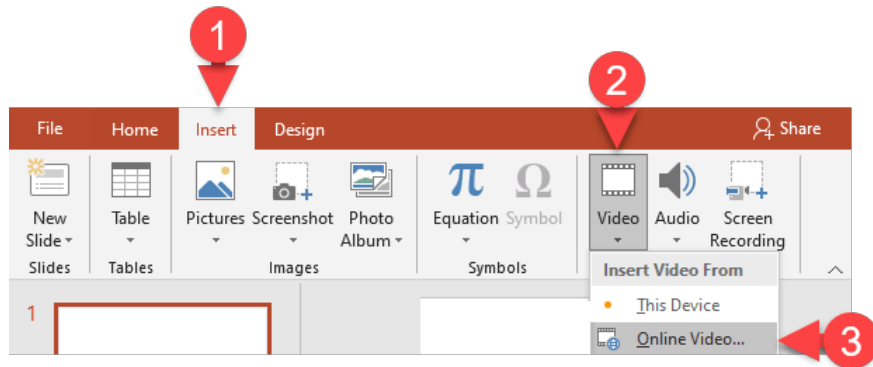 1
2
File Home Insert Design Share
New Slide Table Pictures Screenshot Photo Album Equation Symbol Video Audio Screen Recording
Slides Tables Images Symbols Insert Video From
This Device
1
Online Video...
3